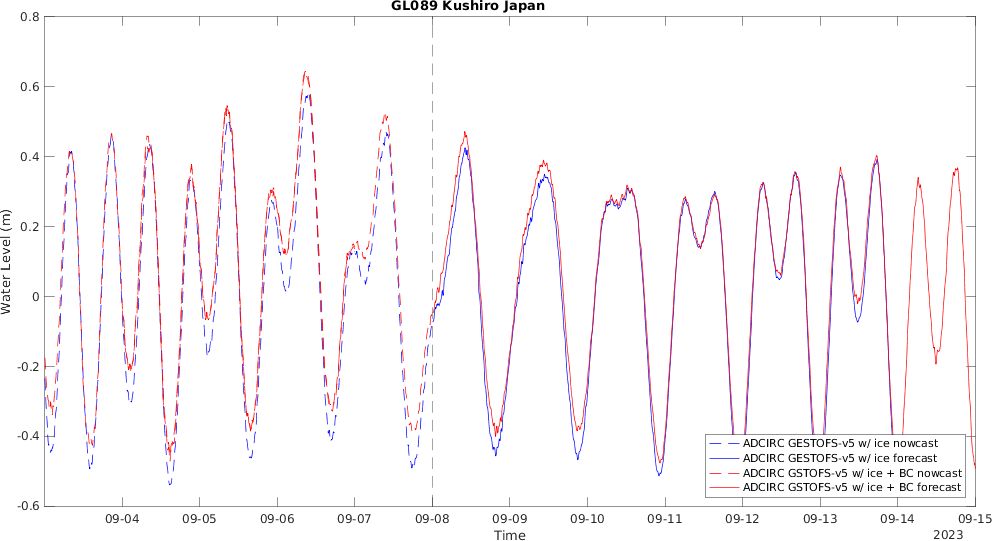 GL089 Kushiro Japan
0.8
0.6
0.4
0.2
0
-0.2
-0.4
-0.6
Water Level (m)
ADCIRC GESTOFS-v5 w/ ice nowcast
ADCIRC GESTOFS-v5 w/ ice forecast
ADCIRC GSTOFS-v5 w/ ice + BC nowcast
ADCIRC GSTOFS-v5 w/ ice + BC forecast
09-04 09-05 09-06 09-07 09-08 09-09 09-10 09-11 09-12 09-13 09-14 09-15
Time
2023